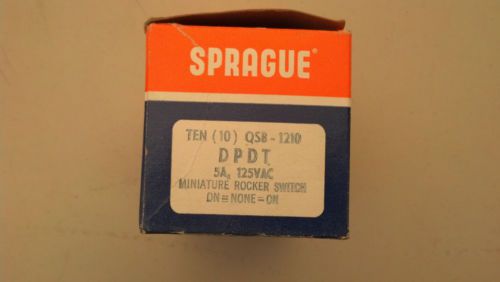 SPRAGUE®
TEN (10) QSB-1210
DPDT
5A, 125VAC
MINIATURE ROCKER SWITCH
ON=NONE=ON